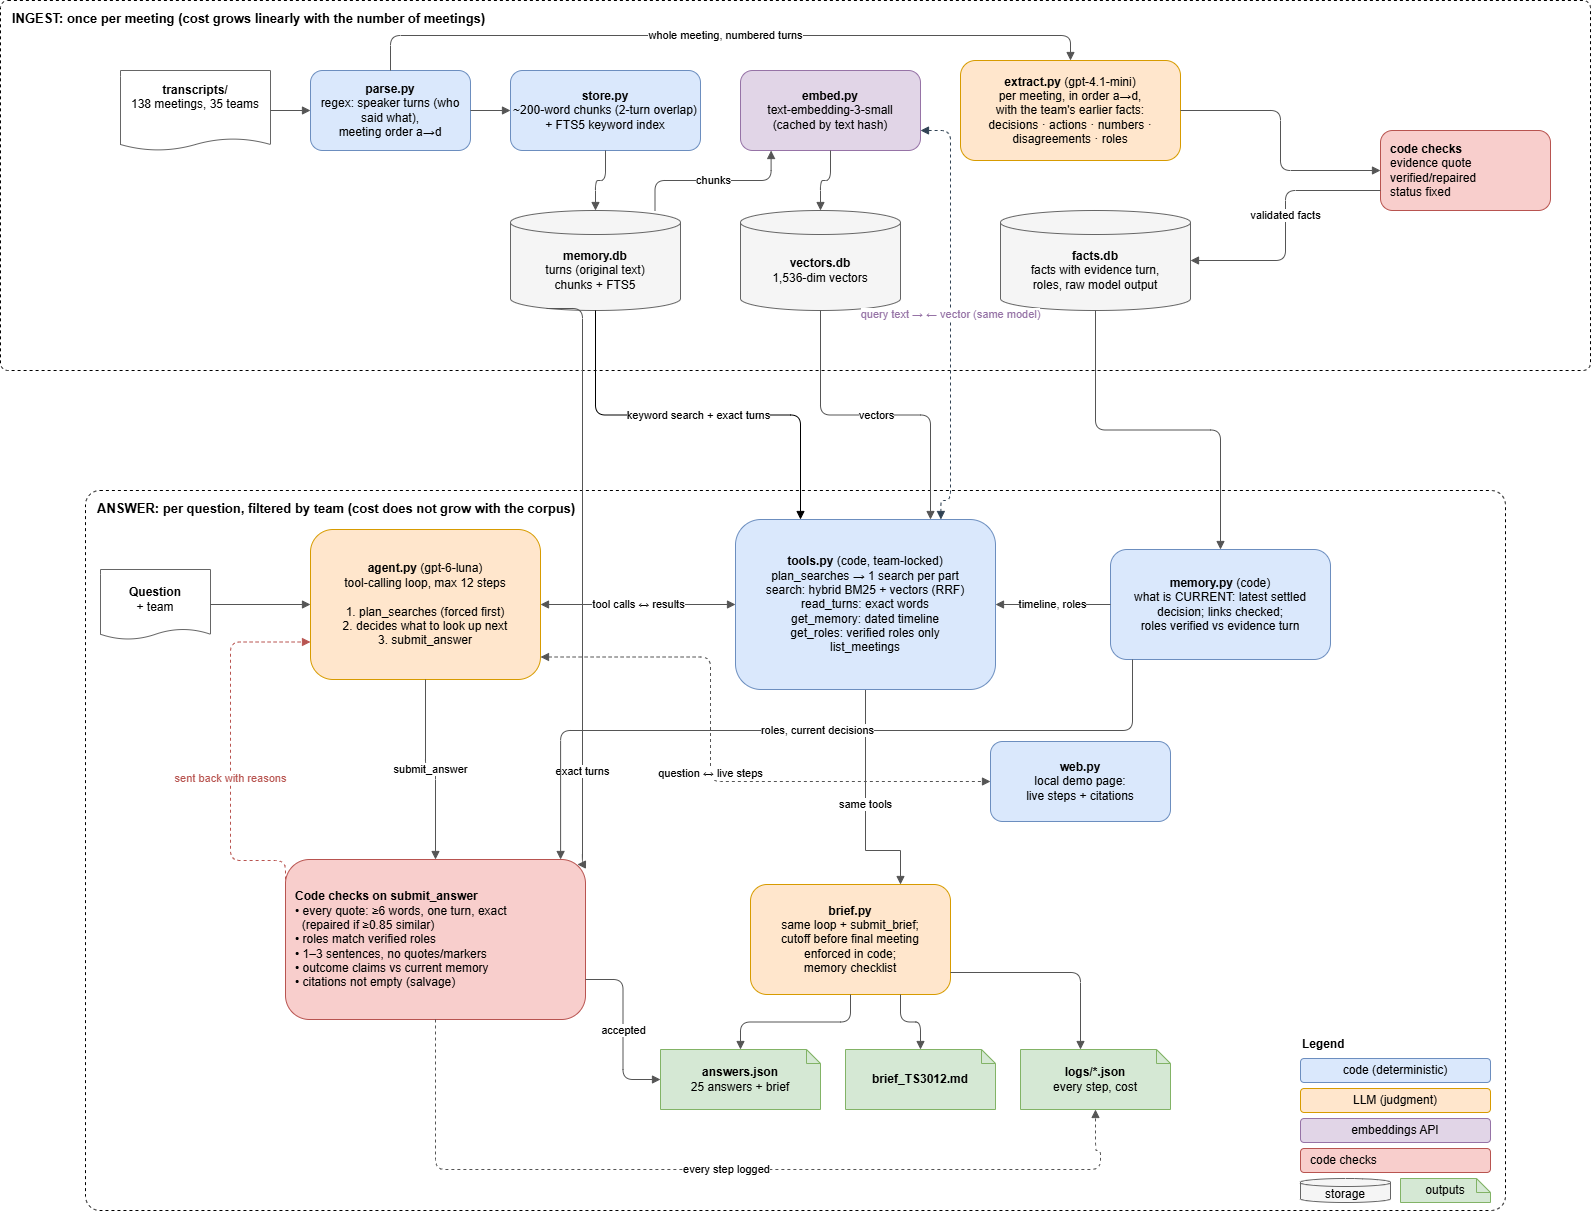 INGEST: once per meeting (cost grows linearly with the number of meetings)
whole meeting, numbered turns
transcripts/
138 meetings, 35 teams
parse.py
regex: speaker turns (who
said what),
meeting order a→d
store.py
~200-word chunks (2-turn overlap)
+ FTS5 keyword index
embed.py
text-embedding-3-small
(cached by text hash)
extract.py (gpt-4.1-mini)
per meeting, in order a→d,
with the team's earlier facts:
decisions · actions · numbers ·
disagreements · roles
code checks
evidence quote
verified/repaired
status fixed
chunks
validated facts
memory.db
turns (original text)
chunks + FTS5
vectors.db
1,536-dim vectors
facts.db
facts with evidence turn,
roles, raw model output
query text → ← vector (same model)
keyword search + exact turns
vectors
ANSWER: per question, filtered by team (cost does not grow with the corpus)
Question
+ team
agent.py (gpt-6-luna)
tool-calling loop, max 12 steps
1. plan_searches (forced first)
2. decides what to look up next
3. submit_answer
tool calls ↔ results
tools.py (code, team-locked)
plan_searches → 1 search per part
search: hybrid BM25 + vectors (RRF)
read_turns: exact words
get_memory: dated timeline
get_roles: verified roles only
list_meetings
timeline, roles
memory.py (code)
what is CURRENT: latest settled
decision; links checked;
roles verified vs evidence turn
roles, current decisions
sent back with reasons
submit_answer
exact turns
question ↔ live steps
web.py
local demo page:
live steps + citations
same tools
Code checks on submit_answer
• every quote: ≥6 words, one turn, exact
(repaired if ≥0.85 similar)
• roles match verified roles
• 1–3 sentences, no quotes/markers
• outcome claims vs current memory
• citations not empty (salvage)
brief.py
same loop + submit_brief;
cutoff before final meeting
enforced in code;
memory checklist
accepted
answers.json
25 answers + brief
brief_TS3012.md
logs/*.json
every step, cost
every step logged
Legend
code (deterministic)
LLM (judgment)
embeddings API
code checks
storage
outputs